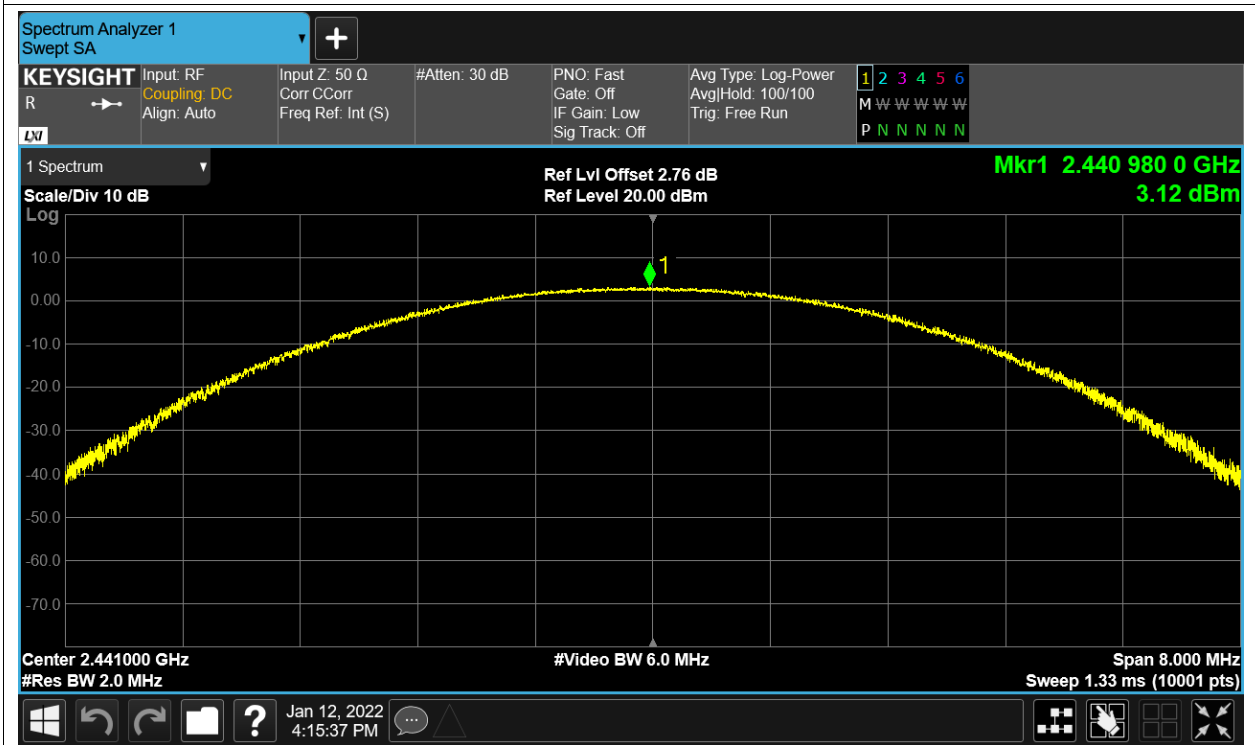 Spectrum Analyzer 1
Swept SA
KEYSIGHT
R
LXI
Input: RF
Coupling: DC
Align: Auto
Input Z: 50 Ω
Corr CCorr
Freq Ref: Int (S)
#Atten: 30 dB
PNO: Fast
Gate: Off
IF Gain: Low
Sig Track: Off
Avg Type: Log-Power
Avg|Hold: 100/100
Trig: Free Run
1 2 3 4 5 6
M W W W W W
P N N N N N
1 Spectrum
Scale/Div 10 dB
Log
Ref Lvl Offset 2.76 dB
Ref Level 20.00 dBm
Mkr1 2.440 980 0 GHz
3.12 dBm
1
10.0
0.00
-10.0
-20.0
-30.0
-40.0
-50.0
-60.0
-70.0
Center 2.441000 GHz
#Res BW 2.0 MHz
#Video BW 6.0 MHz
Span 8.000 MHz
Sweep 1.33 ms (10001 pts)
?
Jan 12, 2022
4:15:37 PM